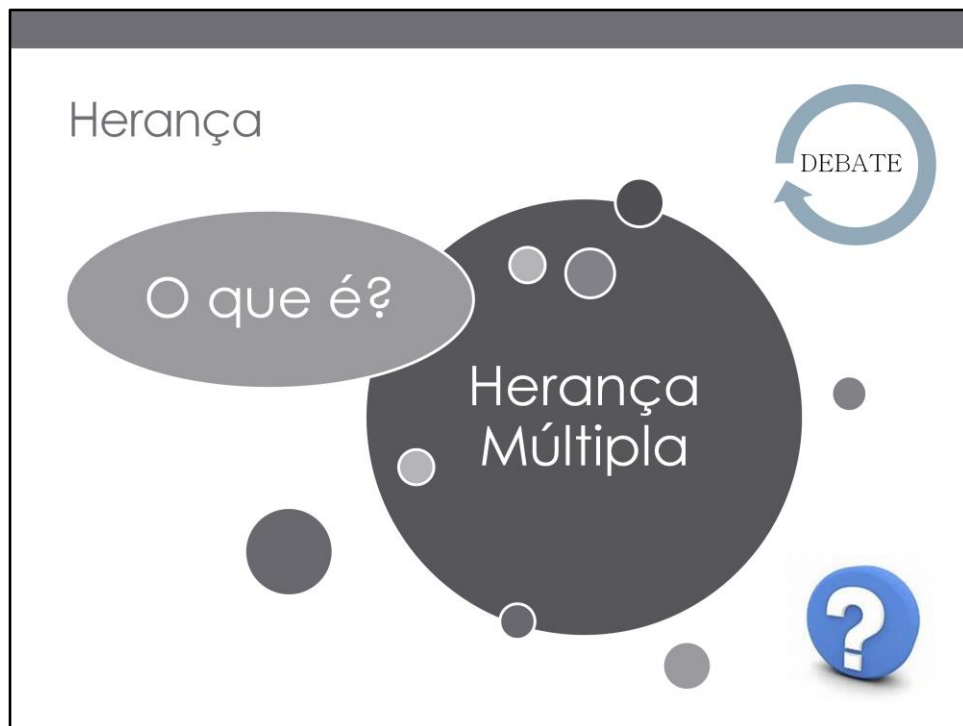 Herança
DEBATE
O que é?
Herança
Múltipla
?